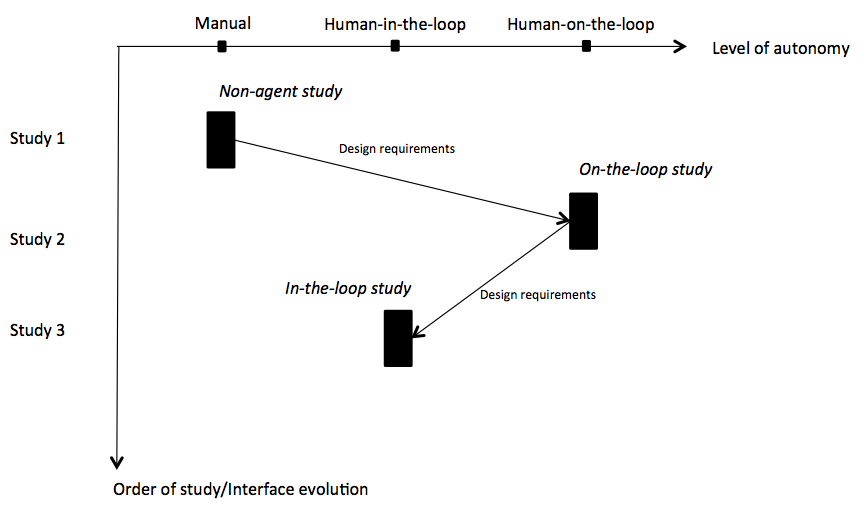 Manual
Human-in-the-loop
Human-on-the-loop
Level of autonomy
Non-agent study
Study 1
Design requirements
On-the-loop study
Study 2
In-the-loop study
Design requirements
Study 3
Order of study/Interface evolution